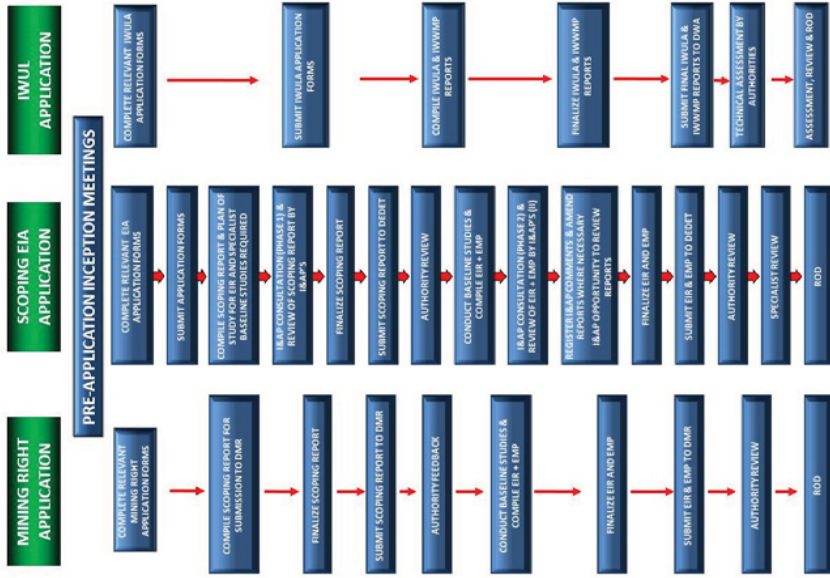 MINING RIGHT
APPLICATION
SCOPING EIA
APPLICATION
IWUL
APPLICATION
PRE-APPLICATION INCEPTION MEETINGS
COMPLETE RELEVANT
MINING RIGHT
APPLICATION FORMS
COMPILE SCOPING REPORT FOR
SUBMISSION TO DMR
FINALIZE SCOPING REPORT
SUBMIT SCOPING REPORT TO DMR
AUTHORITY FEEDBACK
CONDUCT BASELINE STUDIES &
COMPILE EIR + EMP
FINALIZE EIR AND EMP
SUBMIT EIR & EMP TO DMR
AUTHORITY REVIEW
ROD
COMPLETE RELEVANT EIA
APPLICATION FORMS
SUBMIT APPLICATION FORMS
COMPILE SCOPING REPORT & PLAN OF
STUDY FOR EIR AND SPECIALIST
BASELINE STUDIES REQUIRED
I&AP CONSULTATION (PHASE 1) &
REVIEW OF SCOPING REPORT BY
I&AP'S
FINALIZE SCOPING REPORT
SUBMIT SCOPING REPORT TO DEDET
AUTHORITY REVIEW
CONDUCT BASELINE STUDIES &
COMPILE EIR + EMP
I&AP CONSULTATION (PHASE 2) &
REVIEW OF EIR + EMP BY I&AP'S (II)
REGISTER I&AP COMMENTS & AMEND
REPORTS WHERE NECESSARY
I&AP OPPORTUNITY TO REVIEW
REPORTS
FINALIZE EIR AND EMP
SUBMIT EIR & EMP TO DEDET
AUTHORITY REVIEW
SPECIALIST REVIEW
ROD
COMPLETE RELEVANT IWULA
APPLICATION FORMS
SUBMIT IWULA APPLICATION
FORMS
COMPILE IWULA & IWWMP
REPORTS
FINALIZE IWULA & IWWMP
REPORTS
SUBMIT FINAL IWULA &
IWWMP REPORTS TO DWA
TECHNICAL ASSESSMENT BY
AUTHORITIES
ASSESSMENT, REVIEW & ROD